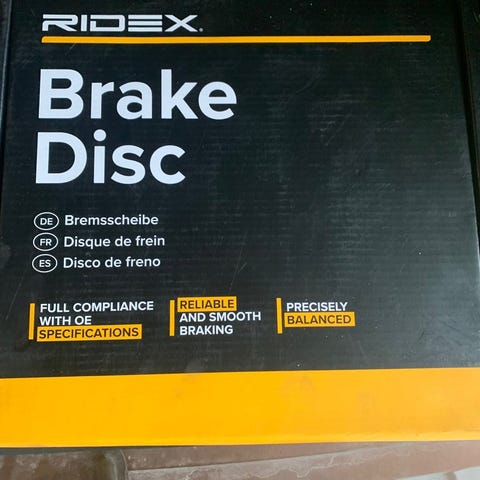 RIDEX®
Brake
Disc
DE Bremsscheibe
FR Disque de frein
ES Disco de freno
FULL COMPLIANCE
WITH OE
SPECIFICATIONS
RELIABLE
AND SMOOTH
BRAKING
PRECISELY
BALANCED